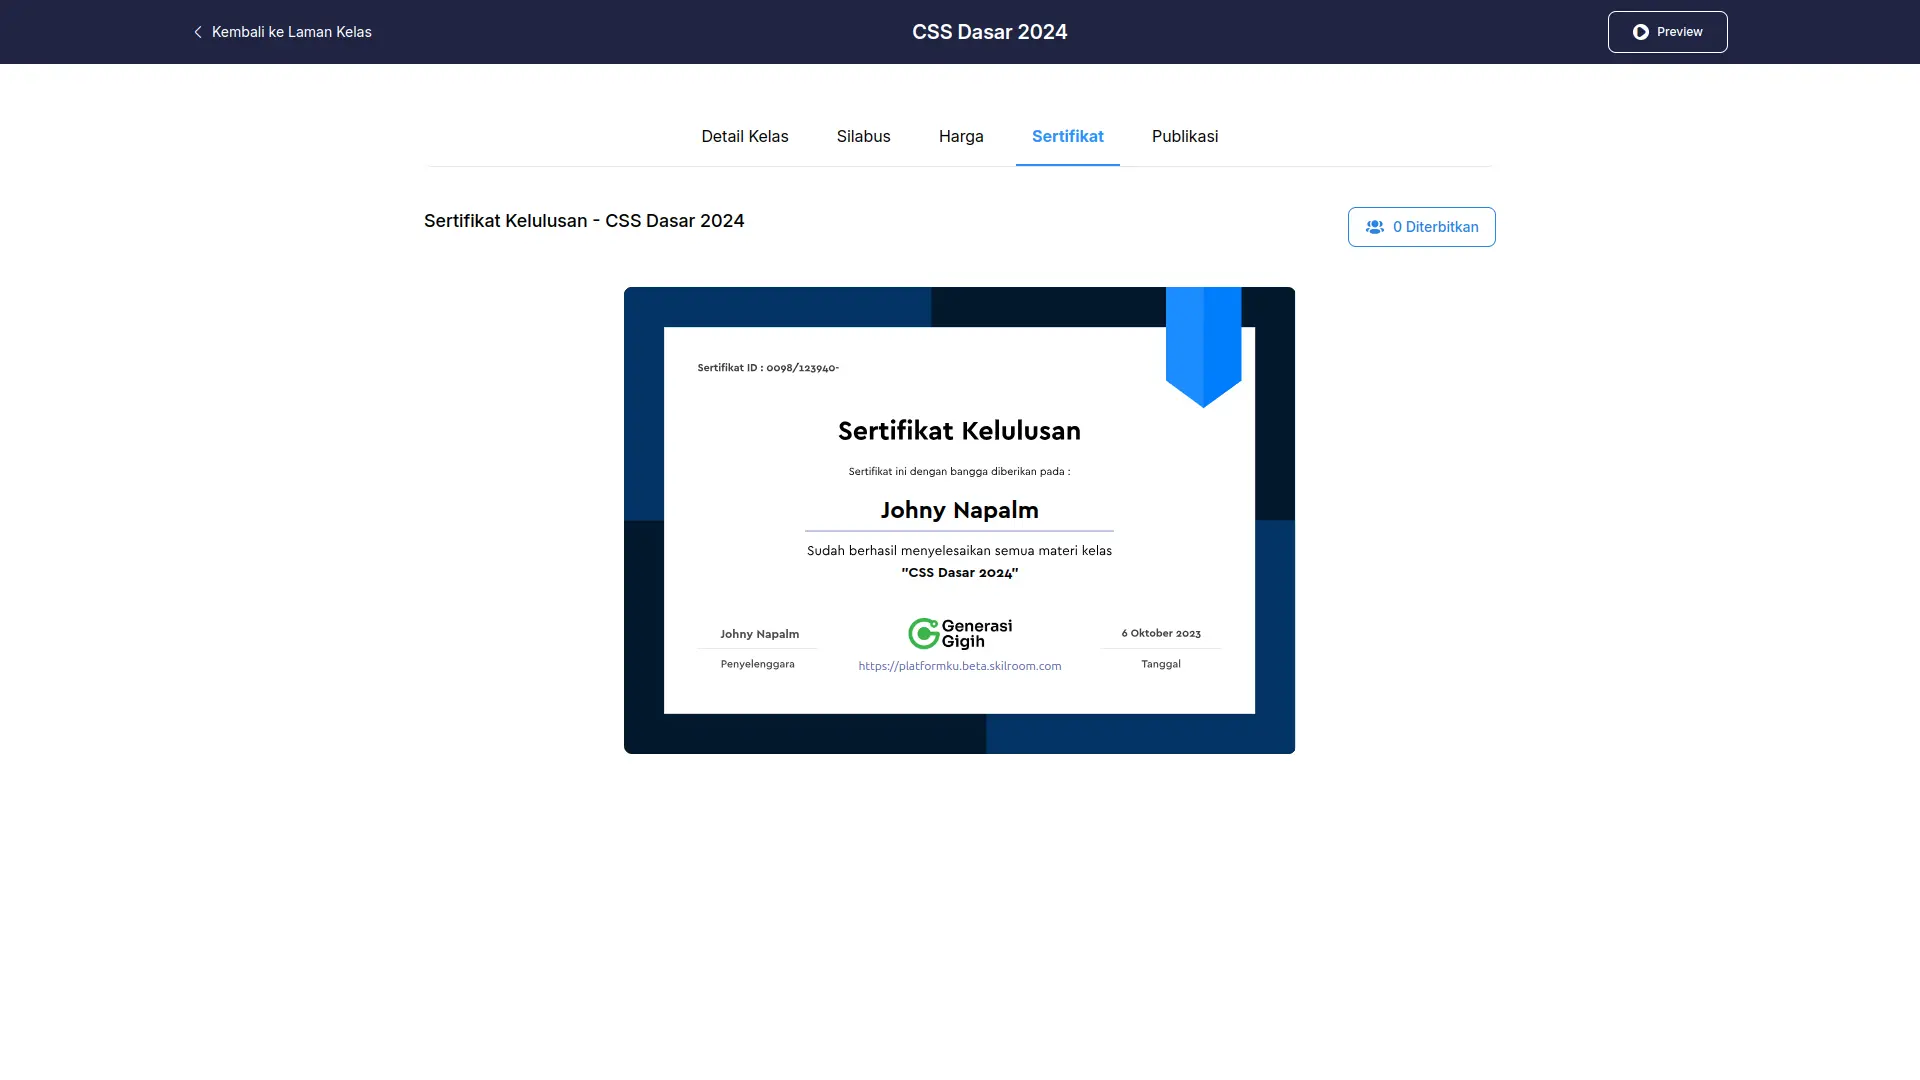 Kembali ke Laman Kelas
CSS Dasar 2024
Preview
Detail Kelas
Silabus
Harga
Sertifikat
Publikasi
Sertifikat Kelulusan - CSS Dasar 2024
0 Diterbitkan
Sertifikat ID : 0098/123940-
Sertifikat Kelulusan
Sertifikat ini dengan bangga diberikan pada :
Johny Napalm
Sudah berhasil menyelesaikan semua materi kelas
"CSS Dasar 2024"
Johny Napalm
Penyelenggara
Generasi
Gigih
https://platformku.beta.skilroom.com
6 Oktober 2023
Tanggal